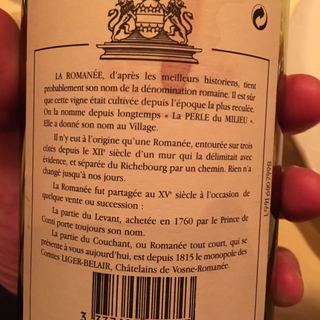 LA ROMANÉE, d'après les meilleurs historiens, tient
probablement son nom de la dénomination romaine. Il est sûr
que cette vigne était cultivée depuis l'époque la plus reculée.
On la nomme depuis longtemps « La PERLE du MILIEU ».
Elle a donné son nom au Village.
Il n'y eut à l'origine qu'une Romanée, entourée sur trois
côtés depuis le XIIe siècle d'un mur qui la délimitait avec
évidence, et séparée du Richebourg par un chemin. Rien n'a
changé jusqu'à nos jours.
La Romanée fut partagée au XVe siècle à l'occasion de
quelque vente ou succession :
La partie du Levant, achetée en 1760 par le Prince de
Conti porte toujours son nom.
La partie du Couchant, ou Romanée tout court, qui se
présente à vous aujourd'hui, est depuis 1815 le monopole des
Comtes LIGER-BELAIR, Châtelains de Vosne-Romanée.